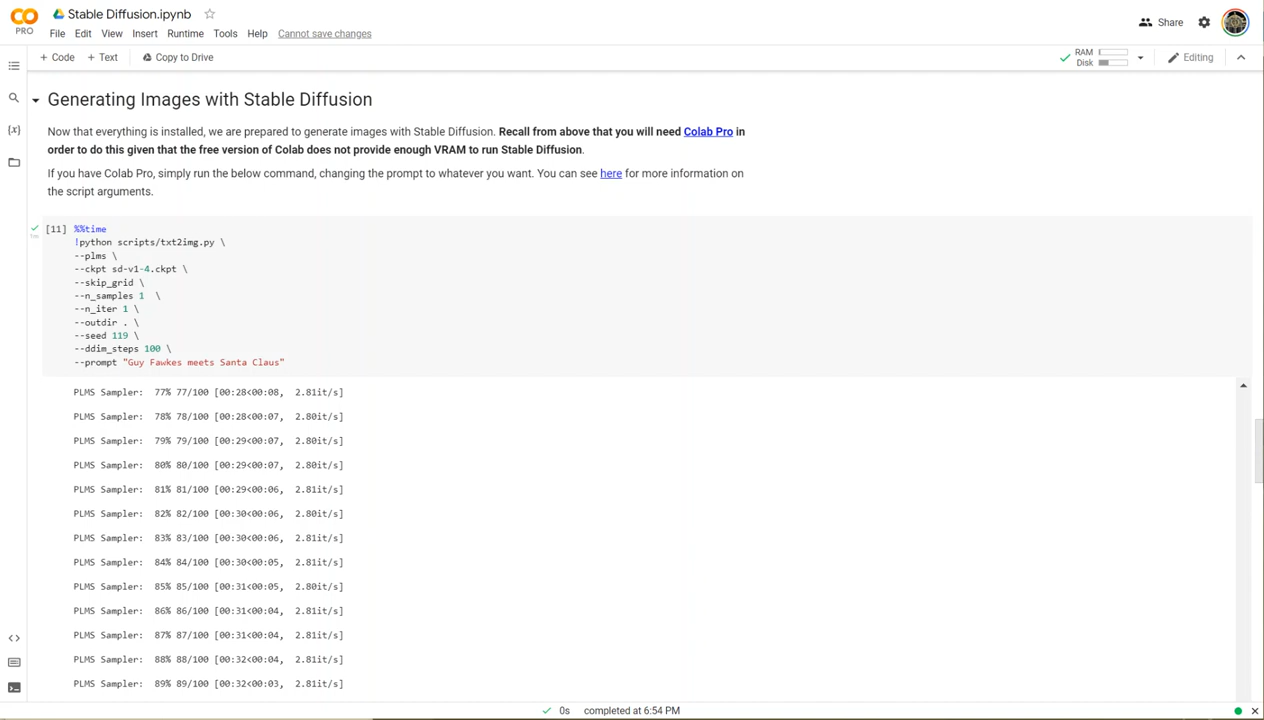 Stable Diffusion.ipynb
PRO
File Edit View Insert Runtime Tools Help Cannot save changes
Share
+ Code + Text Copy to Drive
RAM
Disk
Editing
Generating Images with Stable Diffusion
Now that everything is installed, we are prepared to generate images with Stable Diffusion. Recall from above that you will need Colab Pro in
order to do this given that the free version of Colab does not provide enough VRAM to run Stable Diffusion.
If you have Colab Pro, simply run the below command, changing the prompt to whatever you want. You can see here for more information on
the script arguments.
[11] %%time
!python scripts/txt2img.py \
--plms \
--ckpt sd-v1-4.ckpt \
--skip_grid \
--n_samples 1 \
--n_iter 1 \
--outdir . \
--seed 119 \
--ddim_steps 100 \
--prompt "Guy Fawkes meets Santa Claus"
PLMS Sampler: 77% 77/100 [00:28<00:08, 2.81it/s]
PLMS Sampler: 78% 78/100 [00:28<00:07, 2.80it/s]
PLMS Sampler: 79% 79/100 [00:29<00:07, 2.80it/s]
PLMS Sampler: 80% 80/100 [00:29<00:07, 2.80it/s]
PLMS Sampler: 81% 81/100 [00:29<00:06, 2.81it/s]
PLMS Sampler: 82% 82/100 [00:30<00:06, 2.81it/s]
PLMS Sampler: 83% 83/100 [00:30<00:06, 2.81it/s]
PLMS Sampler: 84% 84/100 [00:30<00:05, 2.81it/s]
PLMS Sampler: 85% 85/100 [00:31<00:05, 2.80it/s]
PLMS Sampler: 86% 86/100 [00:31<00:04, 2.81it/s]
PLMS Sampler: 87% 87/100 [00:31<00:04, 2.81it/s]
PLMS Sampler: 88% 88/100 [00:32<00:04, 2.81it/s]
PLMS Sampler: 89% 89/100 [00:32<00:03, 2.81it/s]
0s completed at 6:54 PM